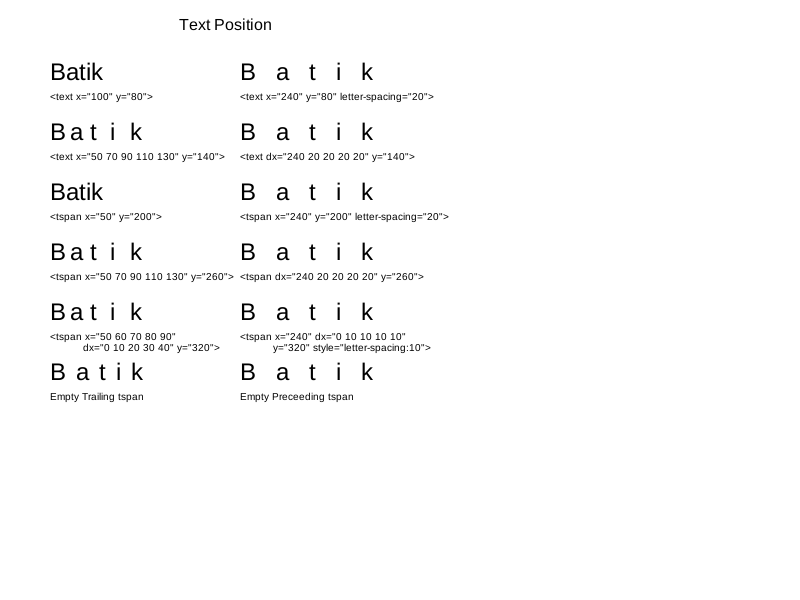 Text Position
Batik B a t i k
<text x="100" y="80"> <text x="240" y="80" letter-spacing="20">
B a t i k B a t i k
<text x="50 70 90 110 130" y="140"> <text dx="240 20 20 20 20" y="140">
Batik B a t i k
<tspan x="50" y="200"> <tspan x="240" y="200" letter-spacing="20">
B a t i k B a t i k
<tspan x="50 70 90 110 130" y="260"> <tspan dx="240 20 20 20 20" y="260">
B a t i k B a t i k
<tspan x="50 60 70 80 90" <tspan x="240" dx="0 10 10 10 10"
dx="0 10 20 30 40" y="320"> y="320" style="letter-spacing:10">
B a t i k B a t i k
Empty Trailing tspan Empty Preceeding tspan